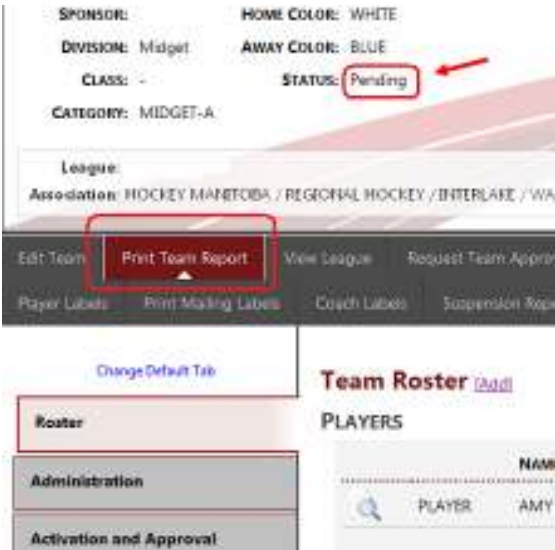 SPONSOR: HOME COLOR: WHITE
DIVISION: Midget AWAY COLOR: BLUE
CLASS: - STATUS: Pending
CATEGORY: MIDGET-A
League:
Association: HOCKEY MANITOBA / REGIONAL HOCKEY / INTERLAKE / WA
Edit Team Print Team Report View League Request Team Approv
Player Labels Print Mailing Labels Coach Labels Suspension Repo
Change Default Tab
Team Roster [Add]
Roster
PLAYERS
NAM
Administration
PLAYER AMY
Activation and Approval